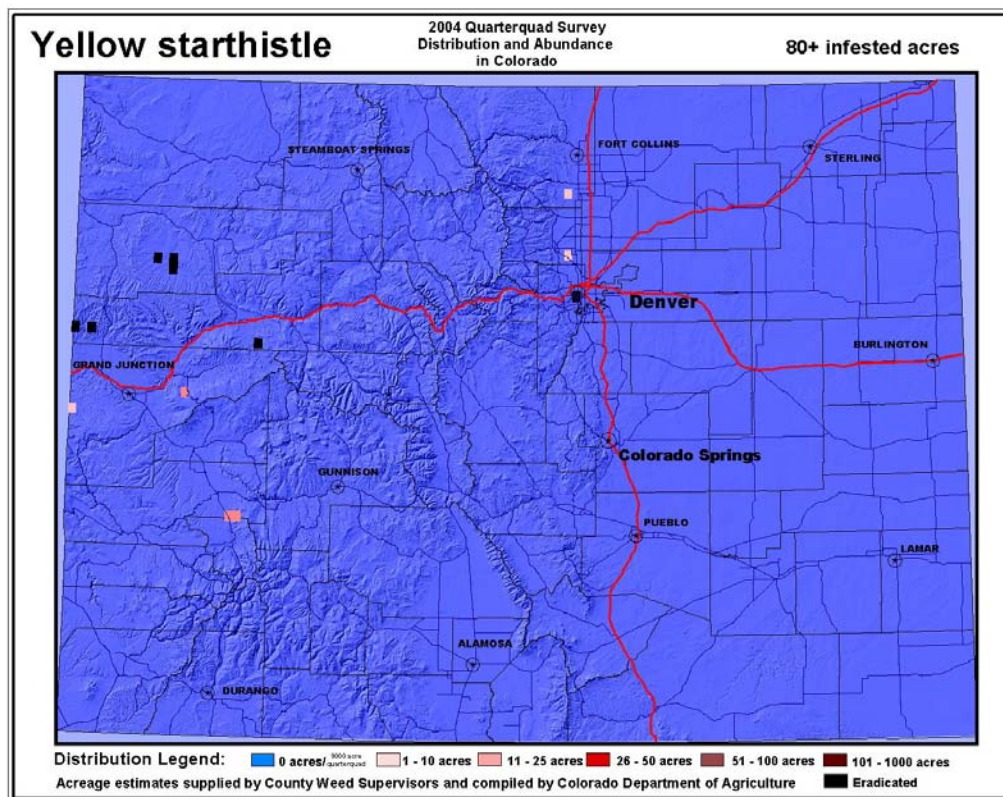 Yellow starthistle
2004 Quarterquad Survey
Distribution and Abundance
in Colorado
80+ infested acres
STEAMBOAT SPRINGS
FORT COLLINS
STERLING
Denver
BURLINGTON
GRAND JUNCTION
Colorado Springs
GUNNISON
PUEBLO
LAMAR
ALAMOSA
DURANGO
Distribution Legend:
0 acres/ 9000 acre quarterquad
1 - 10 acres
11 - 25 acres
26 - 50 acres
51 - 100 acres
101 - 1000 acres
Acreage estimates supplied by County Weed Supervisors and compiled by Colorado Department of Agriculture
Eradicated